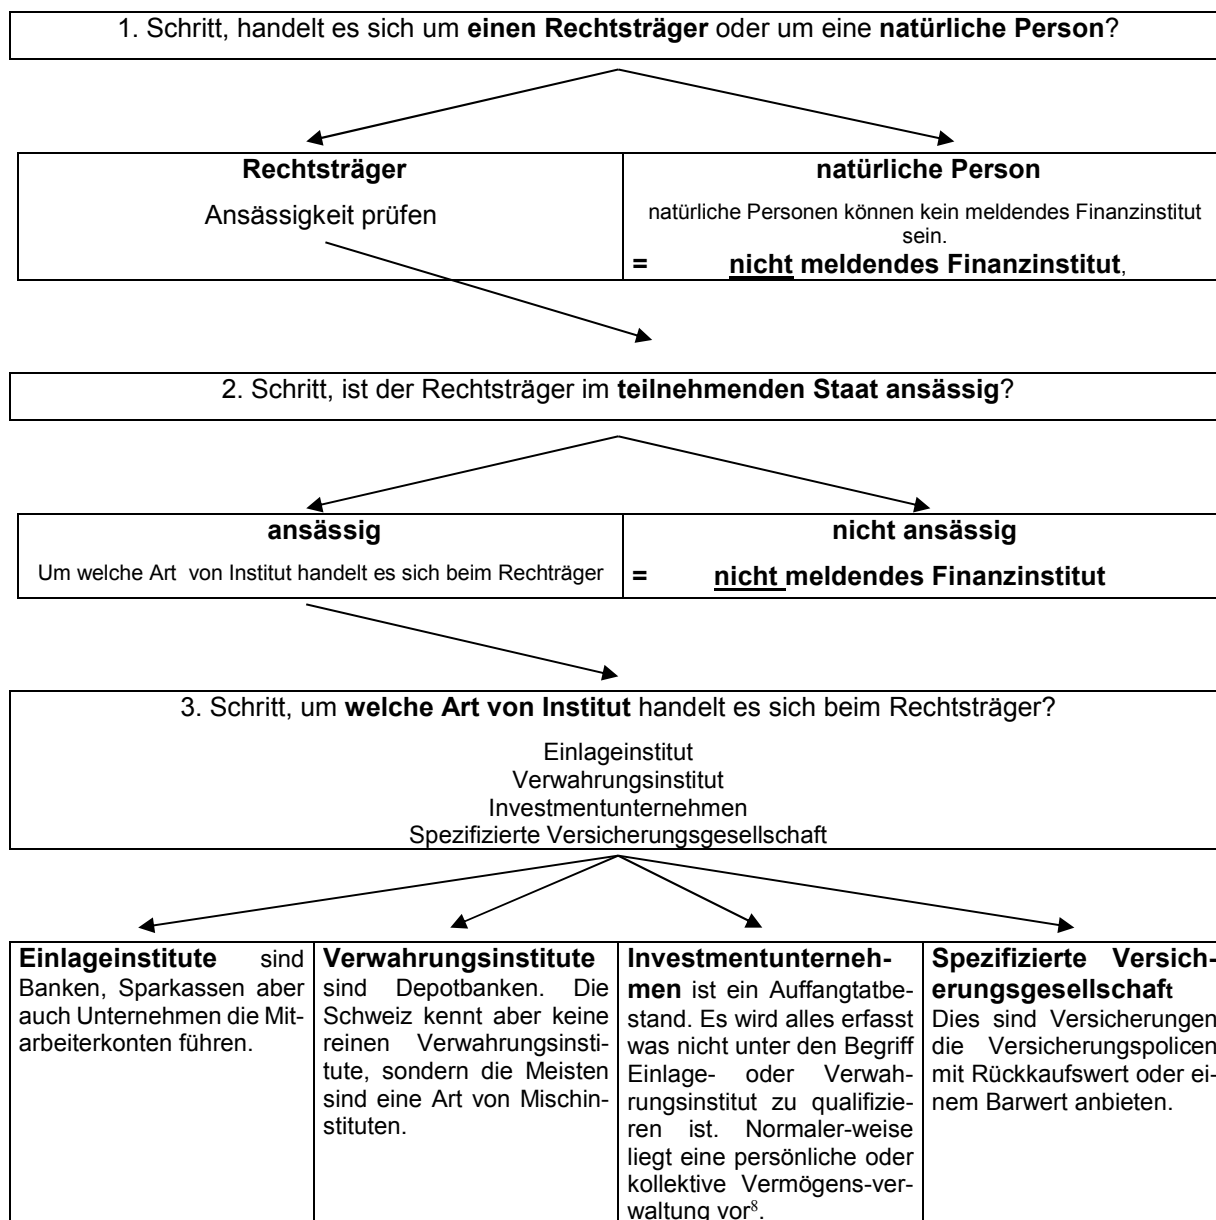 1. Schritt, handelt es sich um einen Rechtsträger oder um eine natürliche Person?
Rechtsträger
Ansässigkeit prüfen
natürliche Person
natürliche Personen können kein meldendes Finanzinstitut
sein.
= nicht meldendes Finanzinstitut,
2. Schritt, ist der Rechtsträger im teilnehmenden Staat ansässig?
ansässig
Um welche Art von Institut handelt es sich beim Rechträger
nicht ansässig
= nicht meldendes Finanzinstitut
3. Schritt, um welche Art von Institut handelt es sich beim Rechtsträger?
Einlageinstitut
Verwahrungsinstitut
Investmentunternehmen
Spezifizierte Versicherungsgesellschaft
Einlageinstitute sind
Banken, Sparkassen aber
auch Unternehmen die Mit-
arbeiterkonten führen.
Verwahrungsinstitute
sind Depotbanken. Die
Schweiz kennt aber keine
reinen Verwahrungsinsti-
tute, sondern die Meisten
sind eine Art von Mischin-
stituten.
Investmentunterneh-
men ist ein Auffangtatbe-
stand. Es wird alles erfasst
was nicht unter den Begriff
Einlage- oder Verwah-
rungsinstitut zu qualifizie-
ren ist. Normaler-weise
liegt eine persönliche oder
kollektive Vermögens-ver-
waltung vor⁸.
Spezifizierte Versich-
erungsgesellschaft
Dies sind Versicherungen
die Versicherungspolicen
mit Rückkaufswert oder ei-
nem Barwert anbieten.